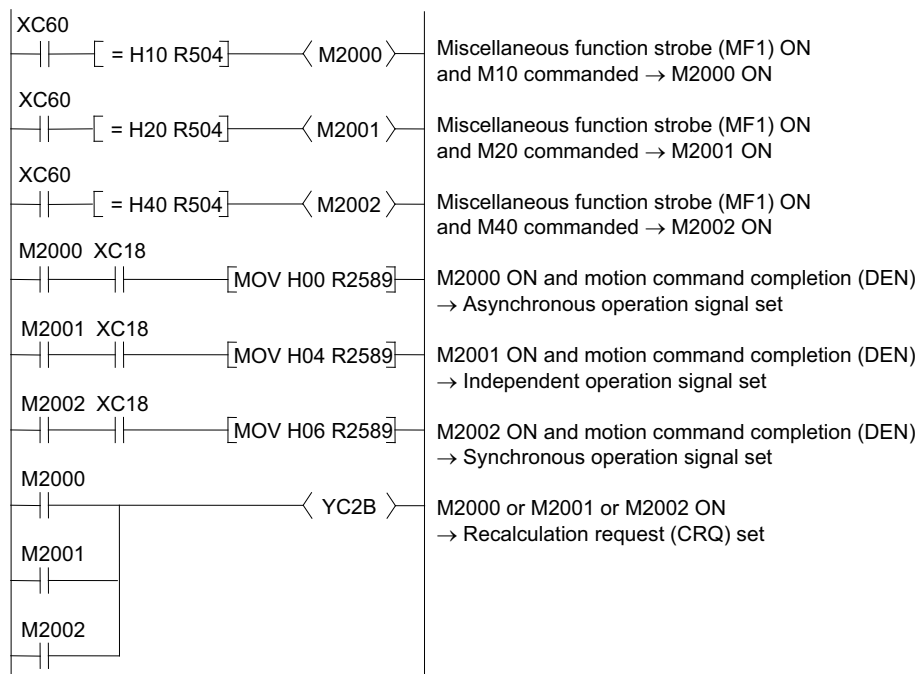 XC60
= H10 R504 M2000
Miscellaneous function strobe (MF1) ON
and M10 commanded → M2000 ON
XC60
= H20 R504 M2001
Miscellaneous function strobe (MF1) ON
and M20 commanded → M2001 ON
XC60
= H40 R504 M2002
Miscellaneous function strobe (MF1) ON
and M40 commanded → M2002 ON
M2000 XC18
MOV H00 R2589
M2000 ON and motion command completion (DEN)
→ Asynchronous operation signal set
M2001 XC18
MOV H04 R2589
M2001 ON and motion command completion (DEN)
→ Independent operation signal set
M2002 XC18
MOV H06 R2589
M2002 ON and motion command completion (DEN)
→ Synchronous operation signal set
M2000
YC2B
M2000 or M2001 or M2002 ON
→ Recalculation request (CRQ) set
M2001
M2002